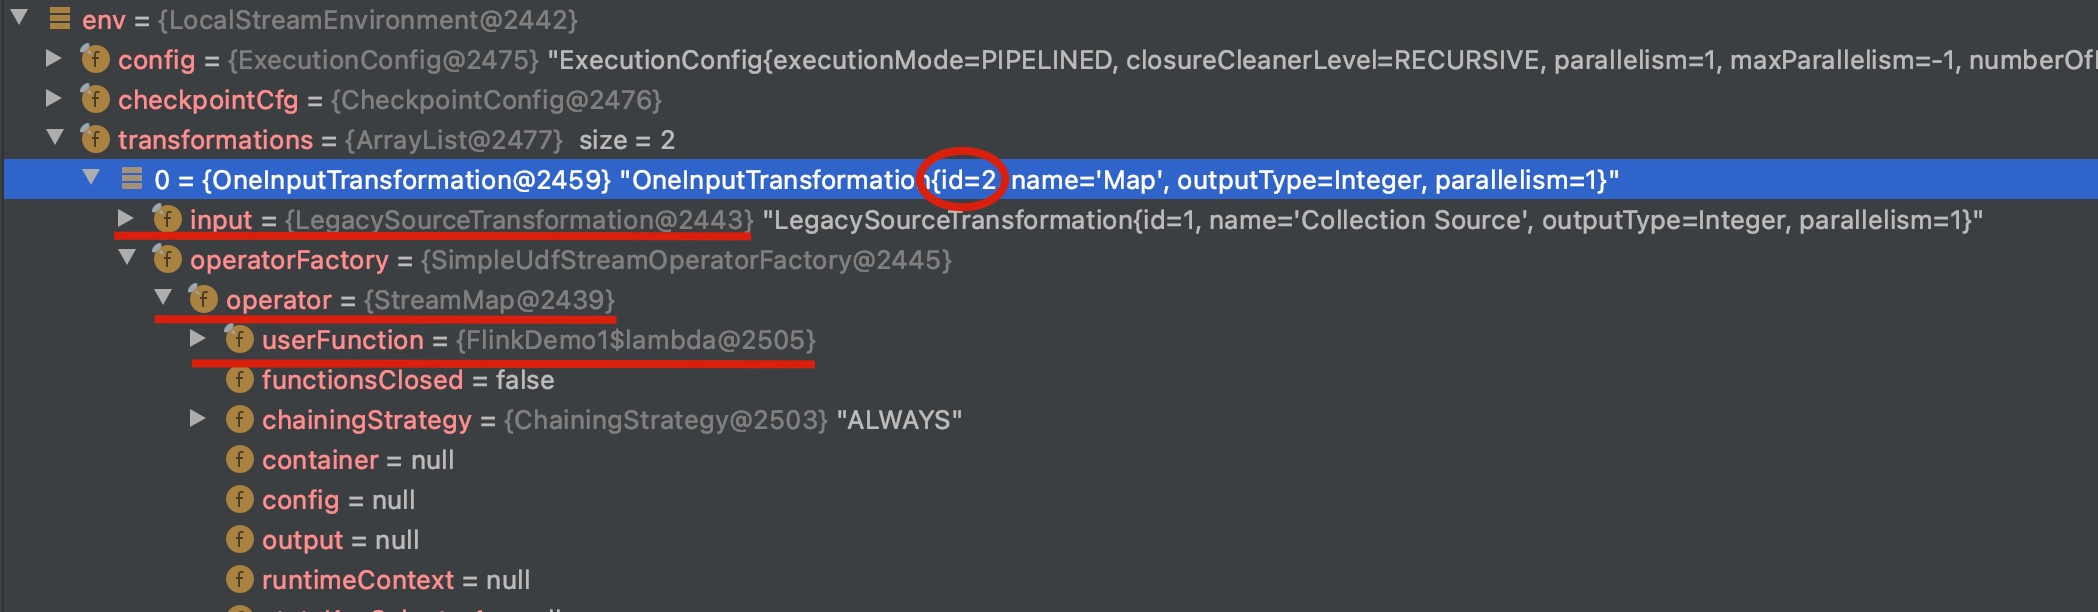 env = {LocalStreamEnvironment@2442}
f config = {ExecutionConfig@2475} "ExecutionConfig{executionMode=PIPELINED, closureCleanerLevel=RECURSIVE, parallelism=1, maxParallelism=-1, numberOf
f checkpointCfg = {CheckpointConfig@2476}
f transformations = {ArrayList@2477} size = 2
0 = {OneInputTransformation@2459} "OneInputTransformation{id=2, name='Map', outputType=Integer, parallelism=1}"
f input = {LegacySourceTransformation@2443} "LegacySourceTransformation{id=1, name='Collection Source', outputType=Integer, parallelism=1}"
f operatorFactory = {SimpleUdfStreamOperatorFactory@2445}
f operator = {StreamMap@2439}
f userFunction = {FlinkDemo1$lambda@2505}
f functionsClosed = false
f chainingStrategy = {ChainingStrategy@2503} "ALWAYS"
f container = null
f config = null
f output = null
f runtimeContext = null